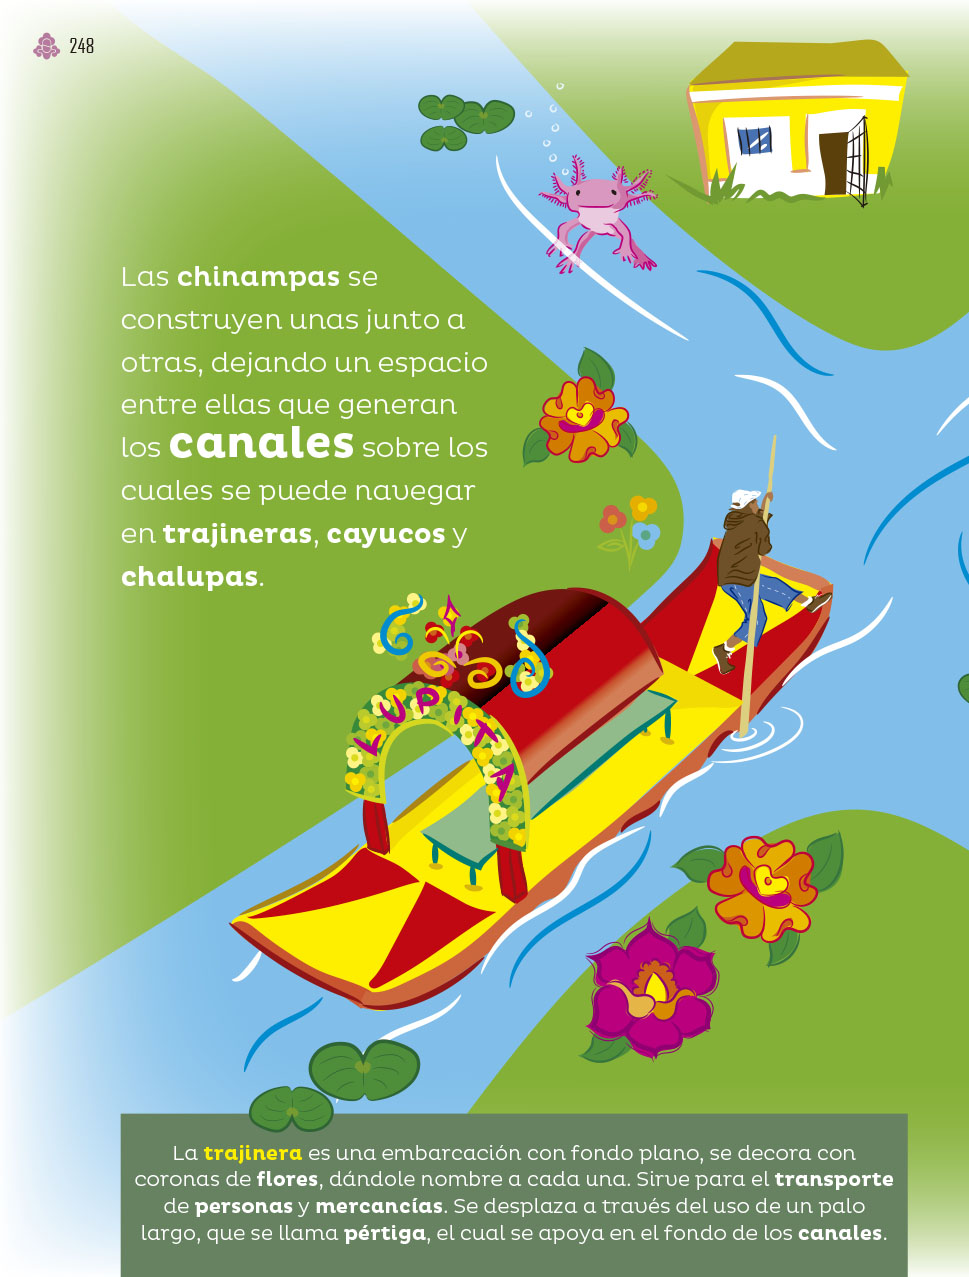 248
Las chinampas se
construyen unas junto a
otras, dejando un espacio
entre ellas que generan
los canales sobre los
cuales se puede navegar
en trajineras, cayucos y
chalupas.
LUPITA
La trajinera es una embarcación con fondo plano, se decora con
coronas de flores, dándole nombre a cada una. Sirve para el transporte
de personas y mercancías. Se desplaza a través del uso de un palo
largo, que se llama pértiga, el cual se apoya en el fondo de los canales.